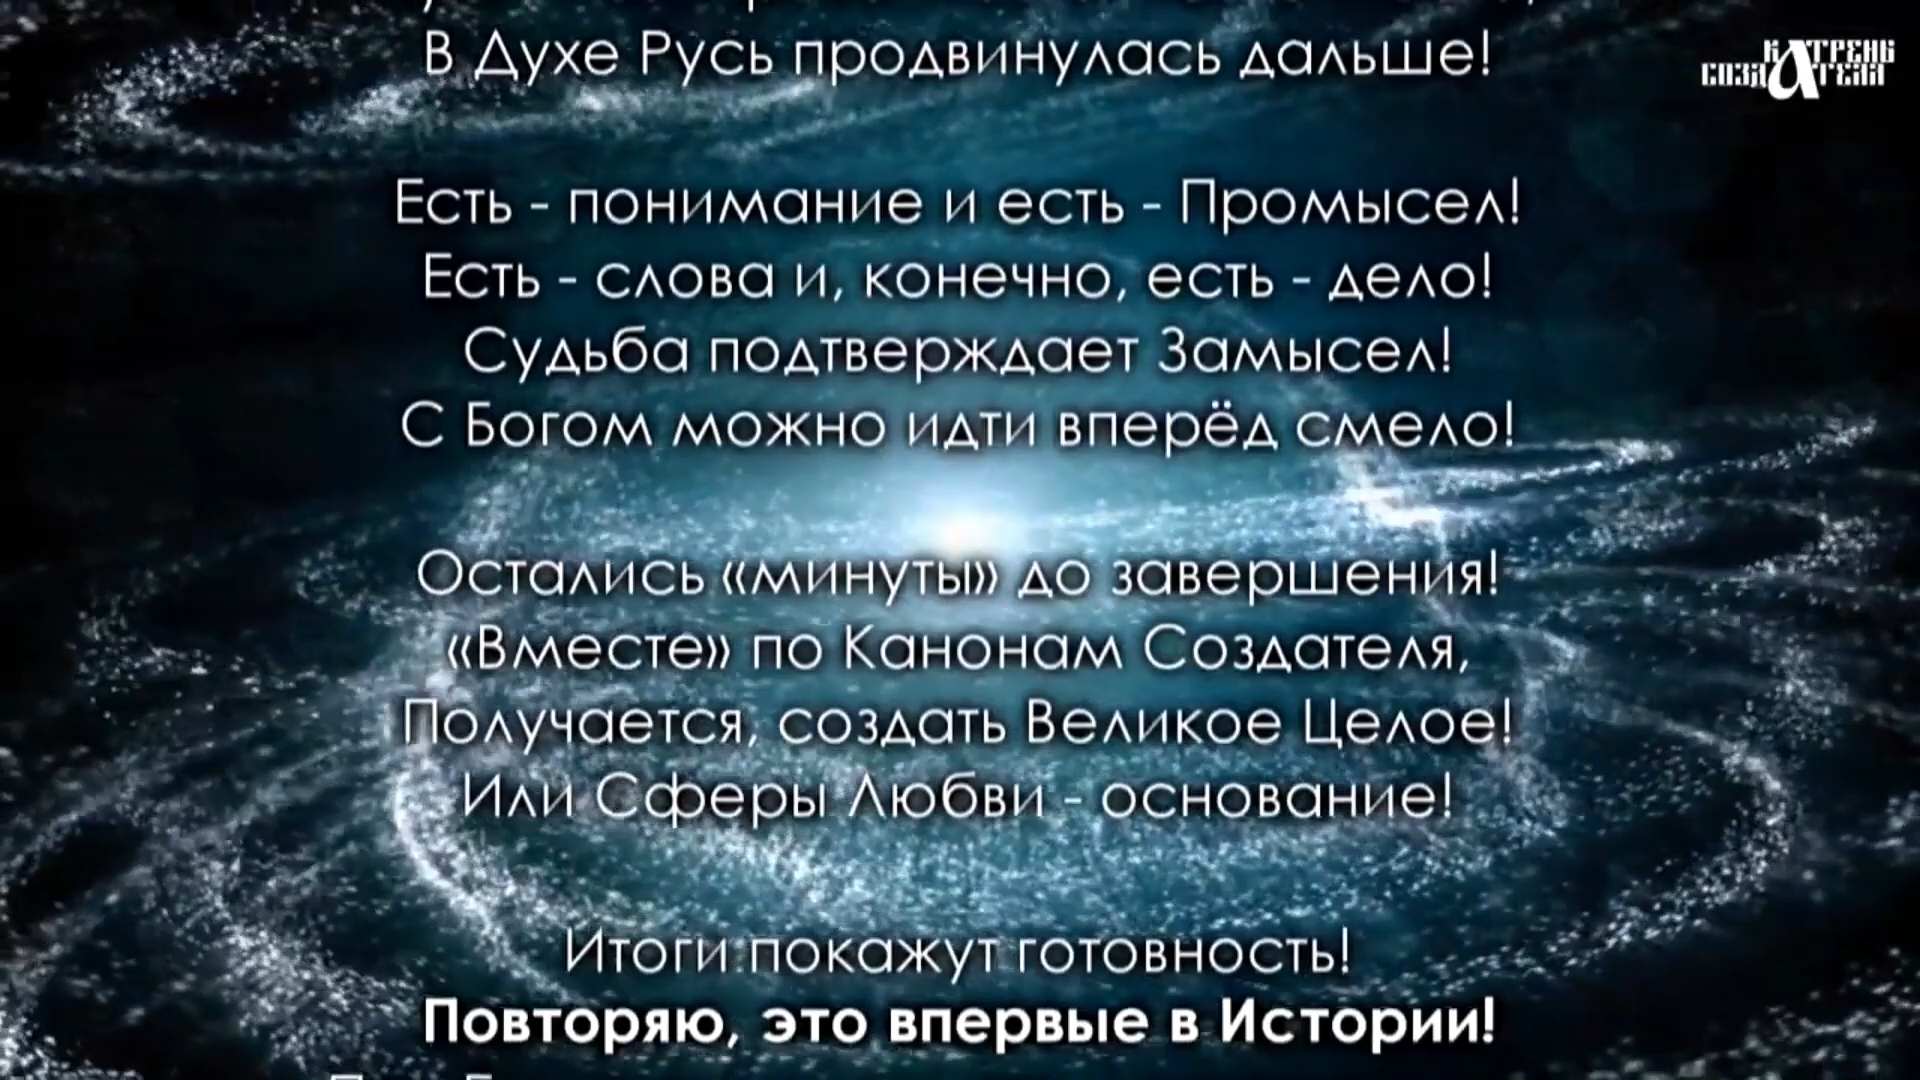 В Духе Русь продвинулась дальше!
КАТРЕНЫ
СОЗДАТЕЛЯ
Есть - понимание и есть - Промысел!
Есть - слова и, конечно, есть - дело!
Судьба подтверждает Замысел!
С Богом можно идти вперёд смело!
Остались «минуты» до завершения!
«Вместе» по Канонам Создателя,
Получается, создать Великое Целое!
Или Сферы Любви - основание!
Итоги покажут готовность!
Повторяю, это впервые в Истории!